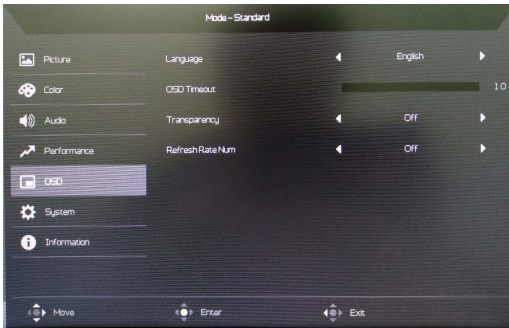 Mode - Standard
Picture
Language English
Color
OSD Timeout 10
Audio
Transparency Off
Performance
Refresh Rate Num Off
OSD
System
Information
Move Enter Exit